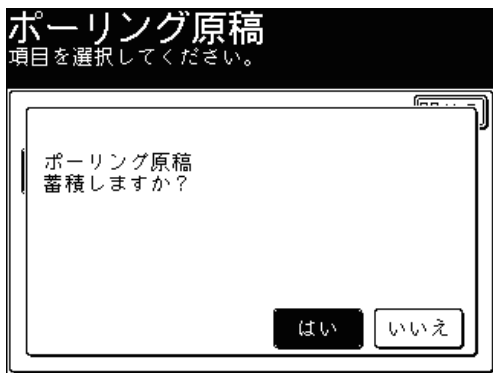 ポーリング原稿
項目を選択してください。
ポーリング原稿
蓄積しますか？
はい
いいえ